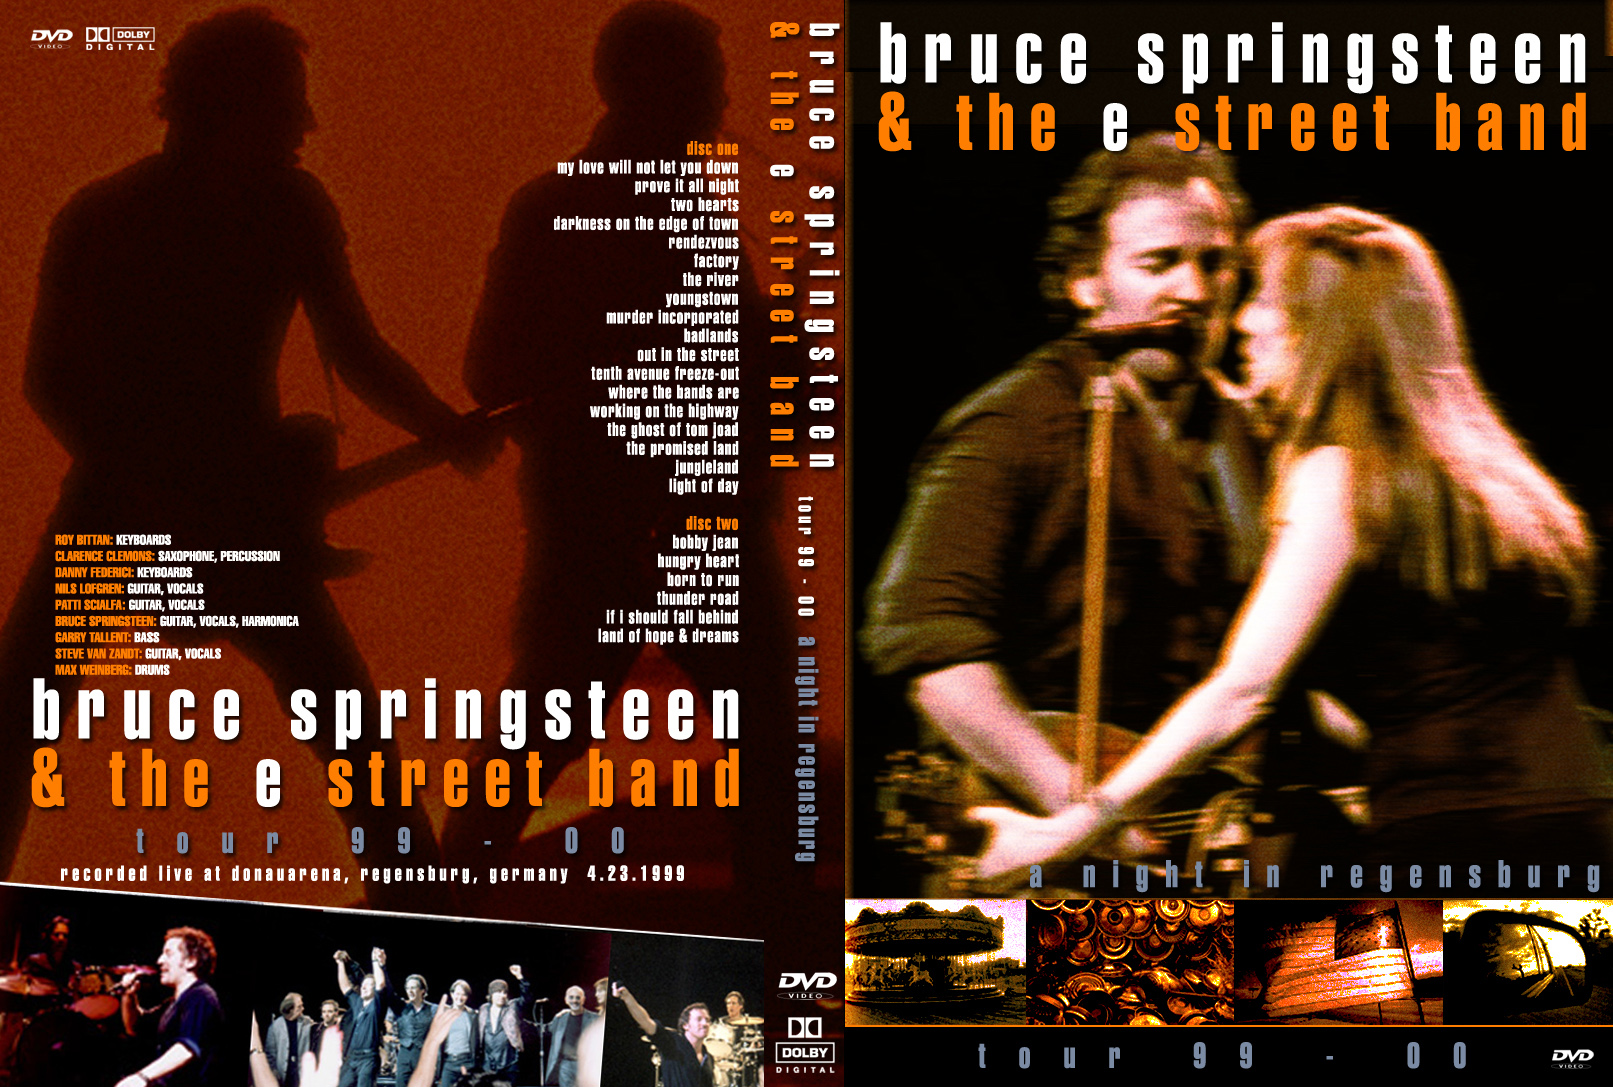 DVD
VIDEO
DOLBY
DIGITAL
disc one
my love will not let you down
prove it all night
two hearts
darkness on the edge of town
rendezvous
factory
the river
youngstown
murder incorporated
badlands
out in the street
tenth avenue freeze-out
where the bands are
working on the highway
the ghost of tom joad
the promised land
jungleland
light of day
disc two
bobby jean
hungry heart
born to run
thunder road
if i should fall behind
land of hope & dreams
ROY BITTAN: KEYBOARDS
CLARENCE CLEMONS: SAXOPHONE, PERCUSSION
DANNY FEDERICI: KEYBOARDS
NILS LOFGREN: GUITAR, VOCALS
PATTI SCIALFA: GUITAR, VOCALS
BRUCE SPRINGSTEEN: GUITAR, VOCALS, HARMONICA
GARRY TALLENT: BASS
STEVE VAN ZANDT: GUITAR, VOCALS
MAX WEINBERG: DRUMS
bruce springsteen
& the e street band
tour 99 - 00
recorded live at donauarena, regensburg, germany 4.23.1999
bruce springsteen
& the e street band
tour 99 - 00 a night in regensburg
DVD
VIDEO
DOLBY
DIGITAL
bruce springsteen
& the e street band
a night in regensburg
tour 99 - 00
DVD
VIDEO